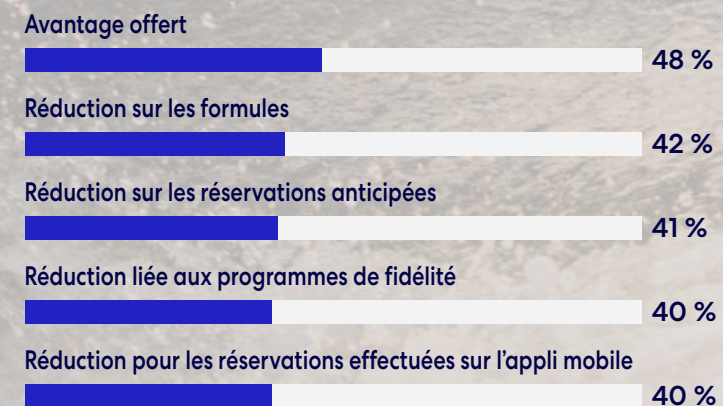 Avantage offert
48 %
Réduction sur les formules
42 %
Réduction sur les réservations anticipées
41 %
Réduction liée aux programmes de fidélité
40 %
Réduction pour les réservations effectuées sur l’appli mobile
40 %